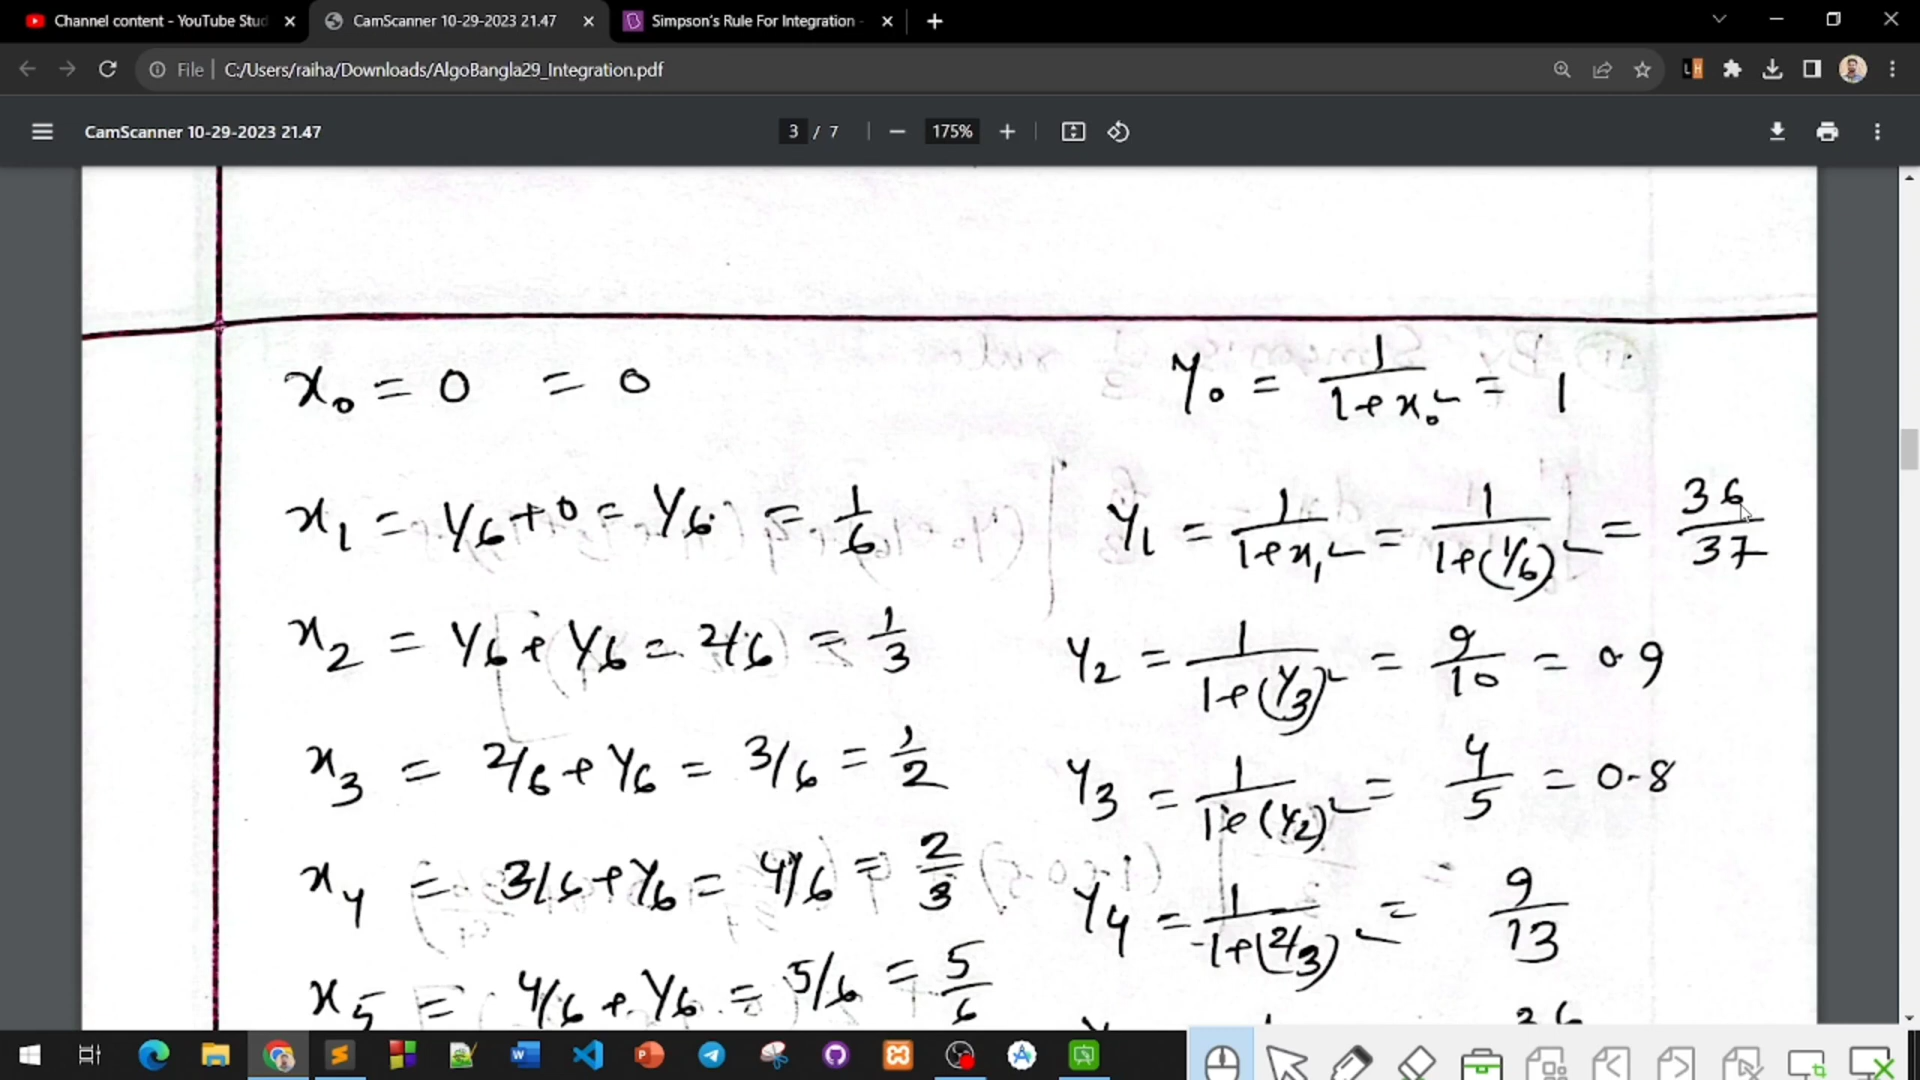 Channel content - YouTube Stud
CamScanner 10-29-2023 21.47
Simpson's Rule For Integration -
File
C:/Users/raiha/Downloads/AlgoBangla29_Integration.pdf
CamScanner 10-29-2023 21.47
3 / 7
175%
x₀ = 0 = 0
y₀ = 1/(1+x₀²) = 1
x₁ = 1/6+0 = 1/6 = 1/6
y₁ = 1/(1+x₁²) = 1/(1+(1/6)²) = 36/37
x₂ = 1/6+1/6 = 2/6 = 1/3
y₂ = 1/(1+(1/3)²) = 9/10 = 0.9
x₃ = 2/6+1/6 = 3/6 = 1/2
y₃ = 1/(1+(1/2)²) = 4/5 = 0.8
x₄ = 3/6+1/6 = 4/6 = 2/3
y₄ = 1/(1+(2/3)²) = 9/13
x₅ = 4/6+1/6 = 5/6 = 5/6